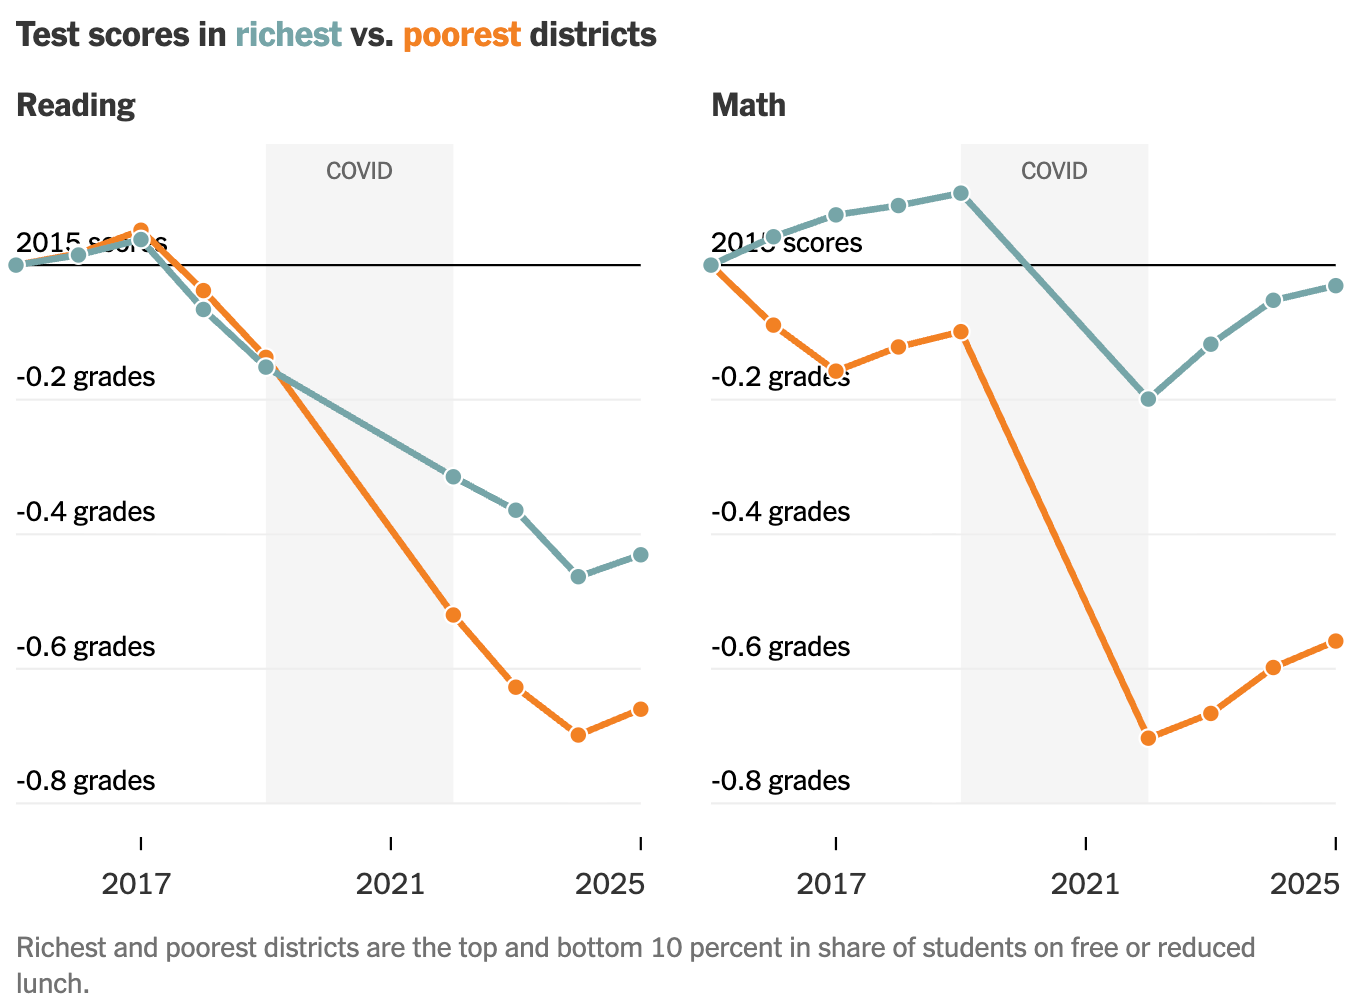 Test scores in richest vs. poorest districts
Reading
COVID
2015 scores
-0.2 grades
-0.4 grades
-0.6 grades
-0.8 grades
2017 2021 2025
Math
COVID
2015 scores
-0.2 grades
-0.4 grades
-0.6 grades
-0.8 grades
2017 2021 2025
Richest and poorest districts are the top and bottom 10 percent in share of students on free or reduced
lunch.